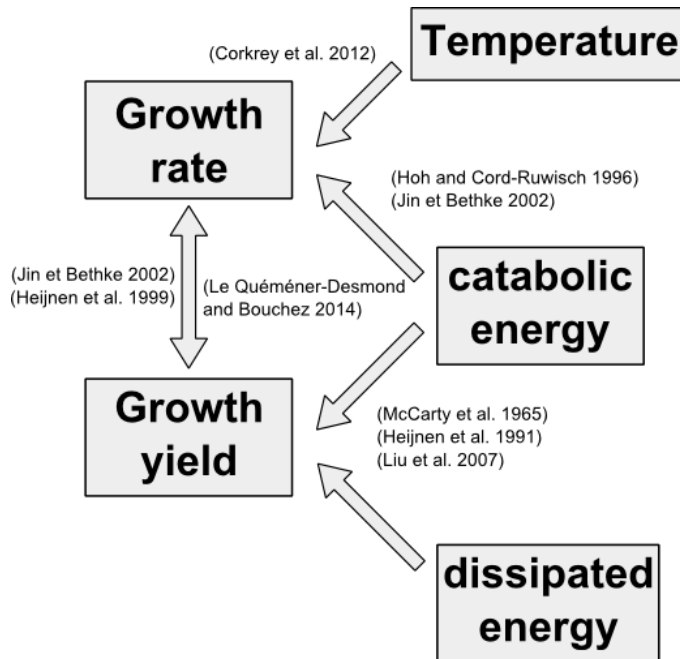 Temperature
(Corkrey et al. 2012)
Growth
rate
(Hoh and Cord-Ruwisch 1996)
(Jin et Bethke 2002)
(Jin et Bethke 2002)
(Heijnen et al. 1999)
(Le Quéméner-Desmond
and Bouchez 2014)
catabolic
energy
Growth
yield
(McCarty et al. 1965)
(Heijnen et al. 1991)
(Liu et al. 2007)
dissipated
energy